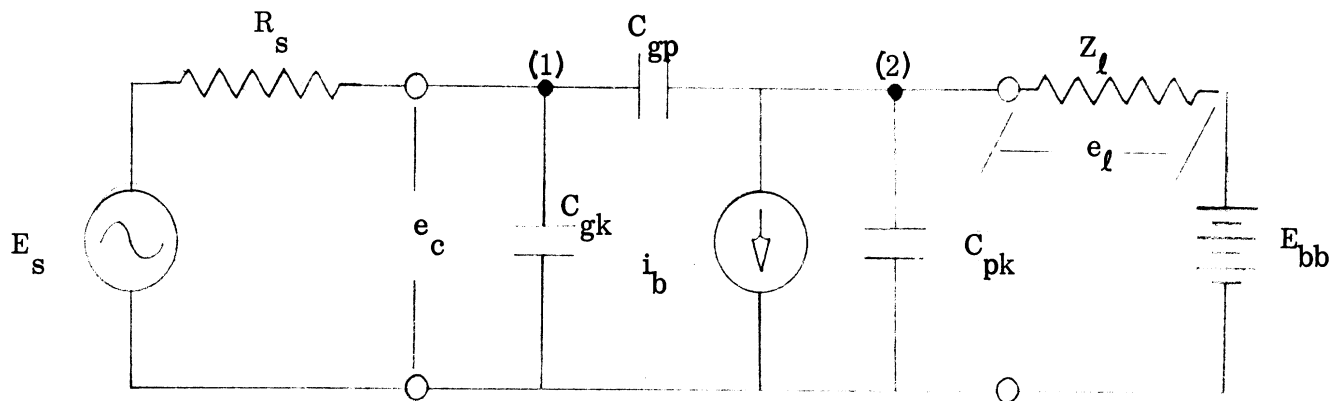 R_s
C_gp
(1)
(2)
Z_ℓ
e_ℓ
E_s
e_c
C_gk
i_b
C_pk
E_bb